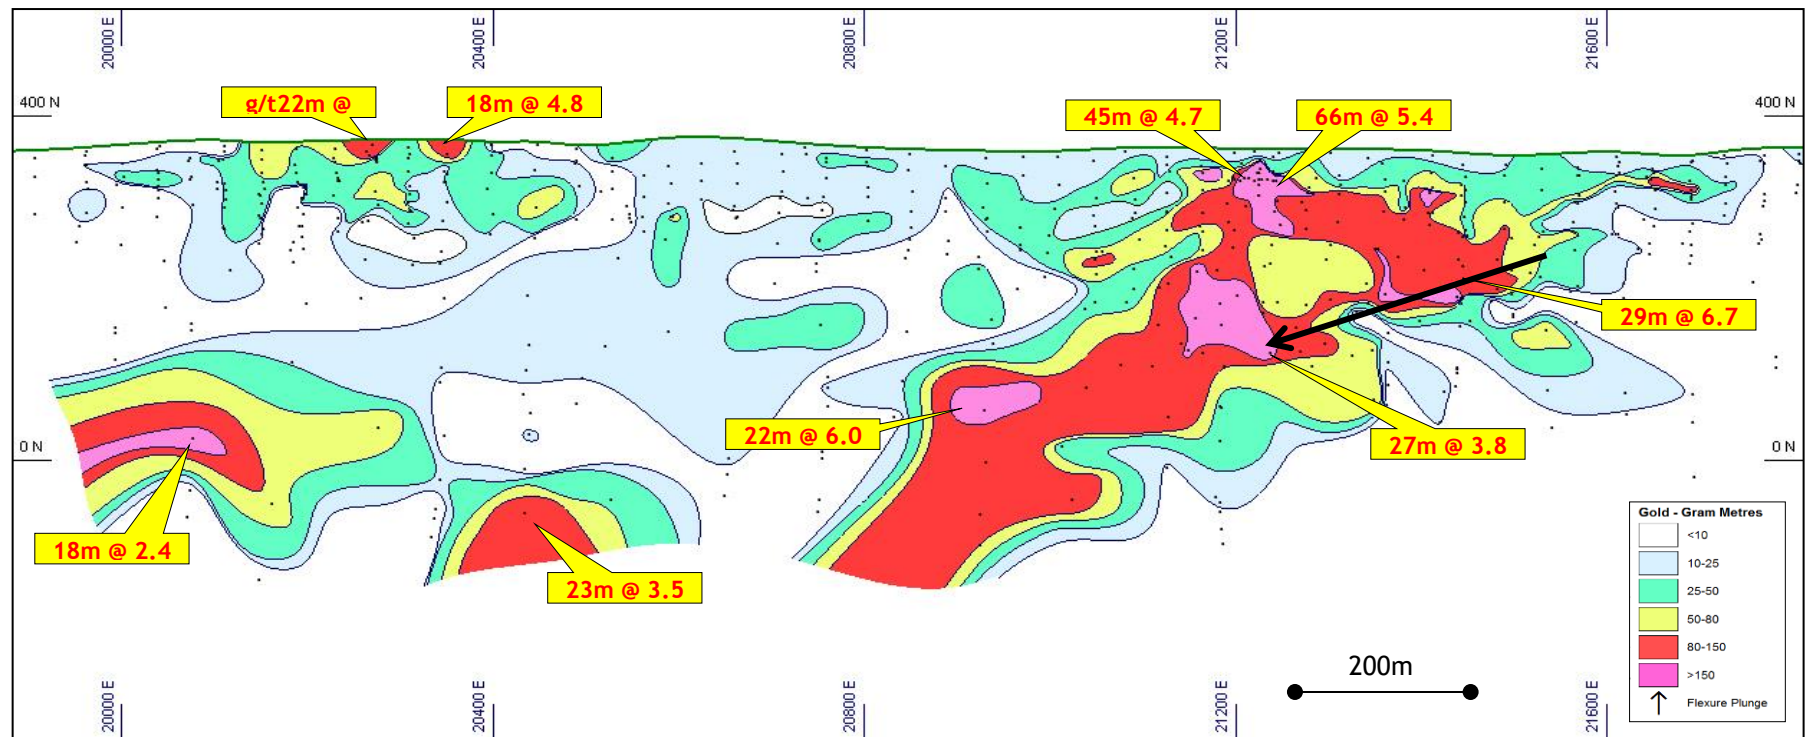 20000 E
20400 E
20800 E
21200 E
21600 E
400 N
400 N
g/t22m @
18m @ 4.8
45m @ 4.7
66m @ 5.4
29m @ 6.7
22m @ 6.0
27m @ 3.8
0 N
0 N
18m @ 2.4
23m @ 3.5
200m
Gold - Gram Metres
<10
10-25
25-50
50-80
80-150
>150
Flexure Plunge
20000 E
20400 E
20800 E
21200 E
21600 E